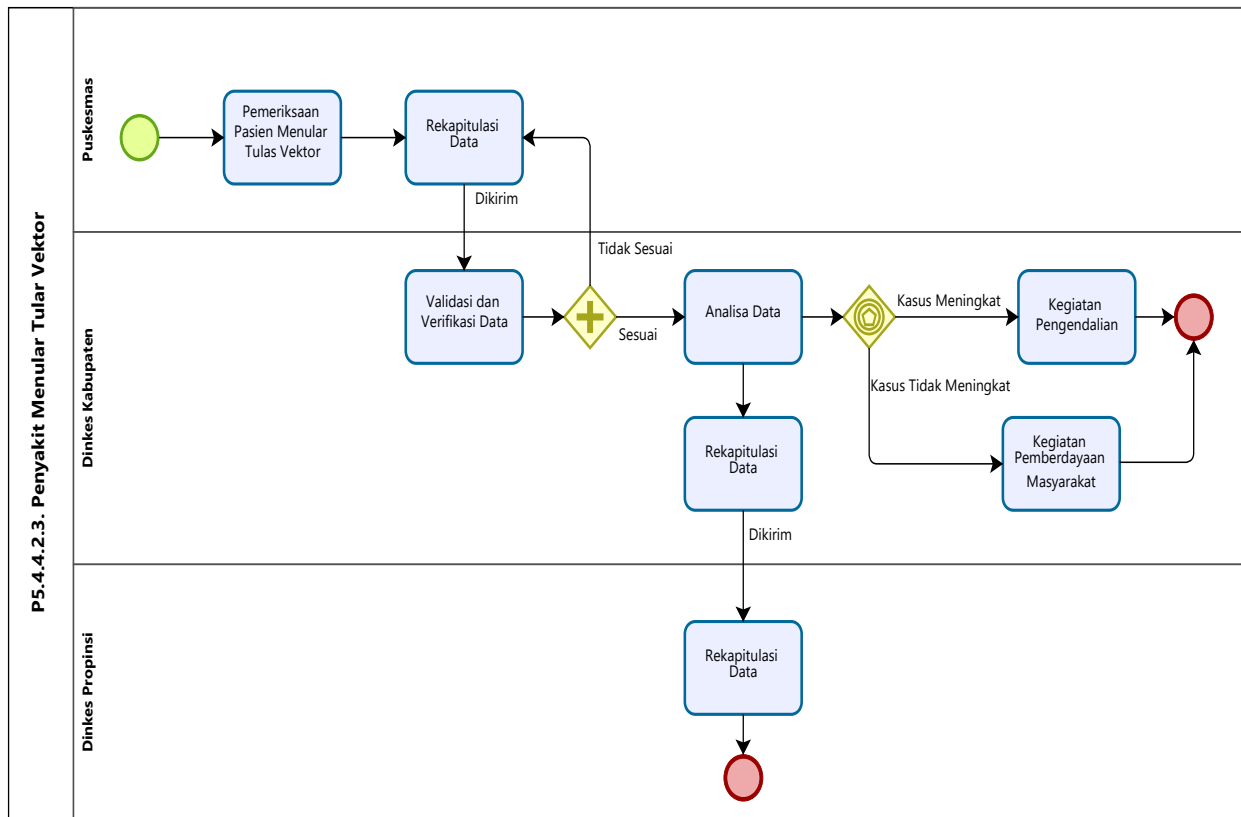 P5.4.4.2.3. Penyakit Menular Tular Vektor
Puskesmas
Pemeriksaan
Pasien Menular
Tulas Vektor
Rekapitulasi
Data
Dikirim
Tidak Sesuai
Dinkes Kabupaten
Validasi dan
Verifikasi Data
Sesuai
Analisa Data
Kasus Meningkat
Kegiatan
Pengendalian
Kasus Tidak Meningkat
Kegiatan
Pemberdayaan
Masyarakat
Rekapitulasi
Data
Dikirim
Dinkes Propinsi
Rekapitulasi
Data